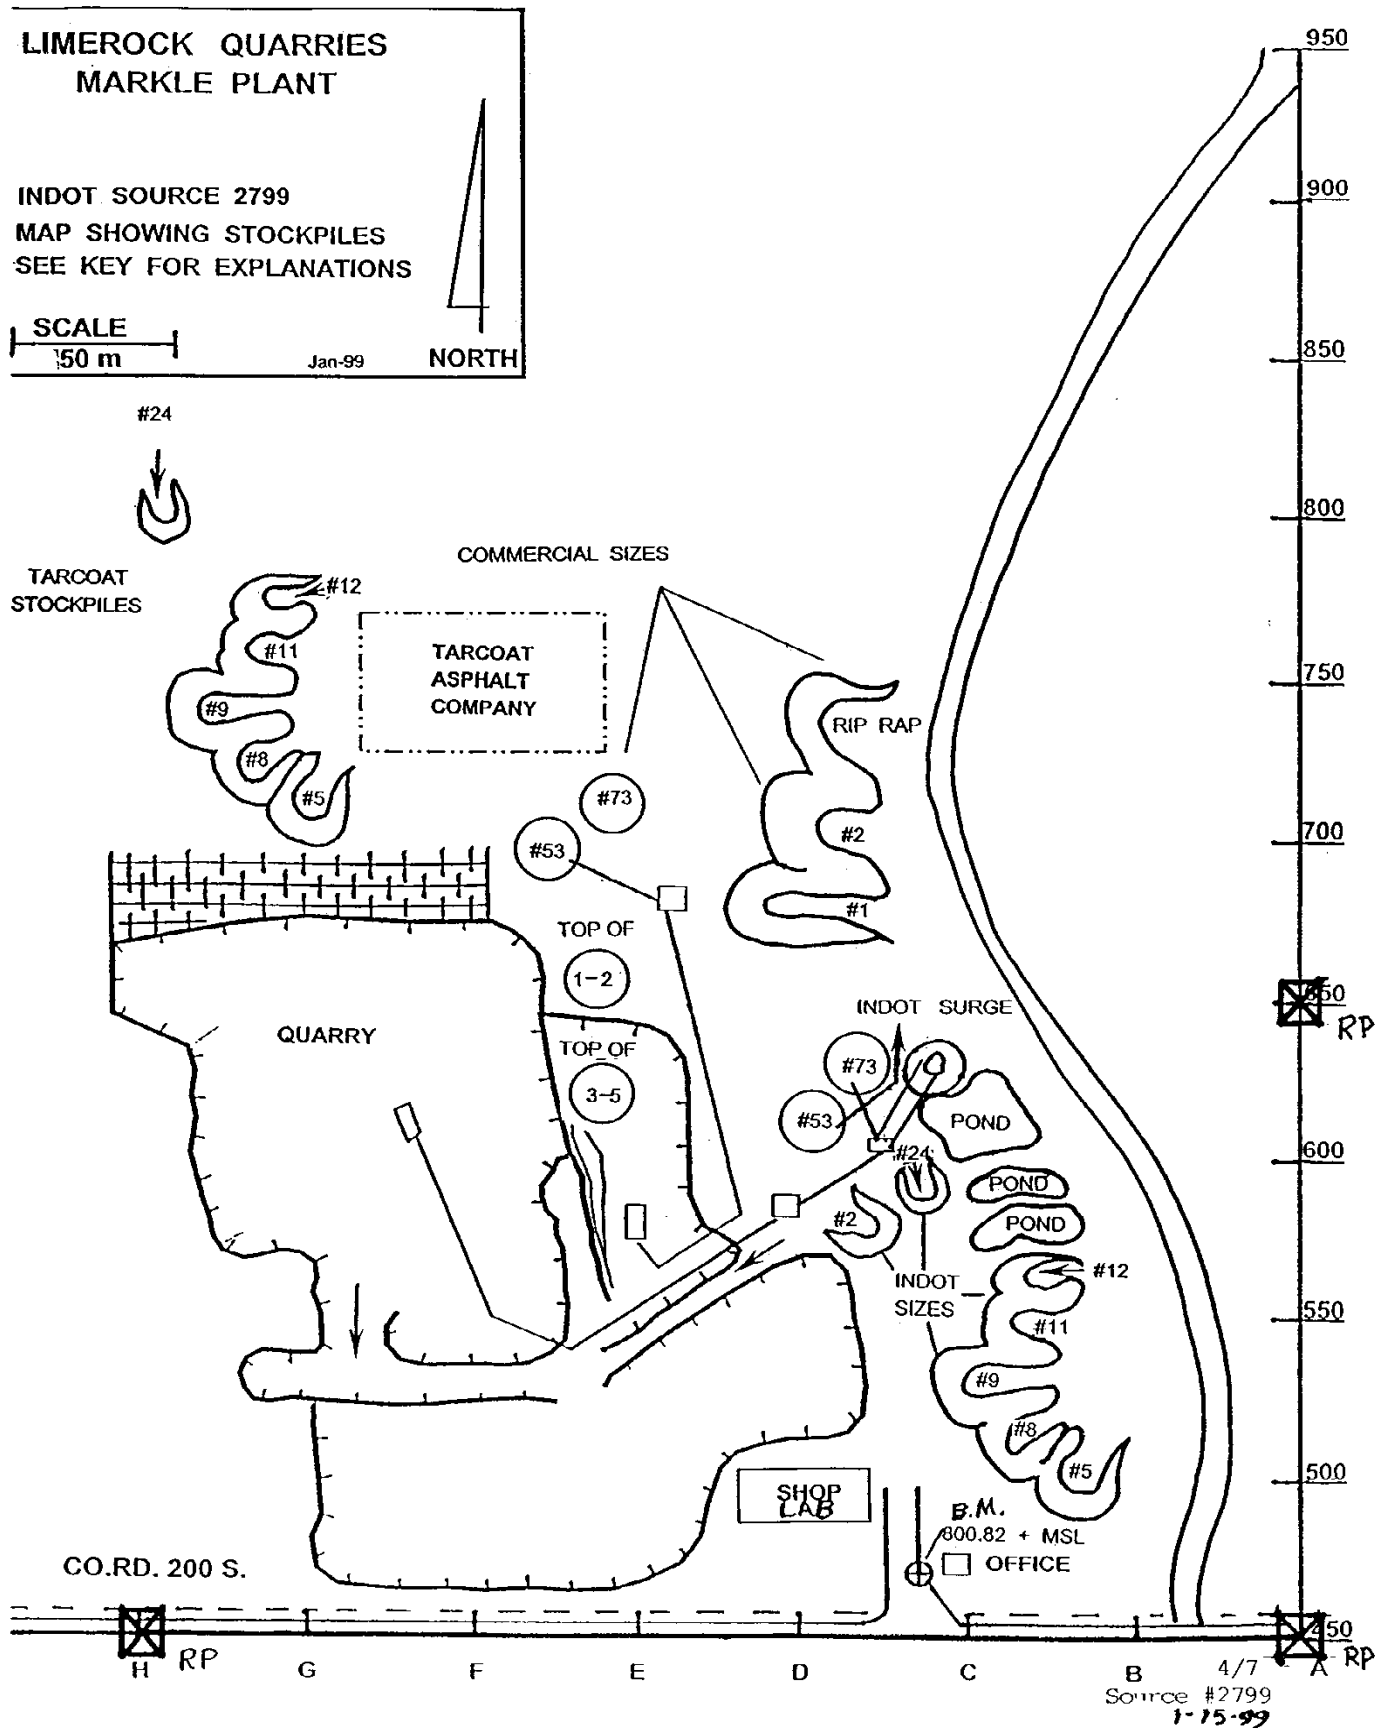 LIMEROCK QUARRIES
MARKLE PLANT
INDOT SOURCE 2799
MAP SHOWING STOCKPILES
SEE KEY FOR EXPLANATIONS
SCALE
50 m
Jan-99
NORTH
950
900
850
800
750
700
650
RP
600
550
500
450
RP
#24
TARCOAT
STOCKPILES
#12
#11
#9
#8
#5
COMMERCIAL SIZES
TARCOAT
ASPHALT
COMPANY
RIP RAP
#2
#1
#73
#53
TOP OF
1-2
QUARRY
TOP OF
3-5
INDOT SURGE
#73
#53
POND
#24
POND
POND
#2
INDOT
SIZES
#12
#11
#9
#8
#5
SHOP
LAB
B.M.
800.82 + MSL
OFFICE
CO.RD. 200 S.
H RP G F E D C B A
4/7
Source #2799
1-15-99